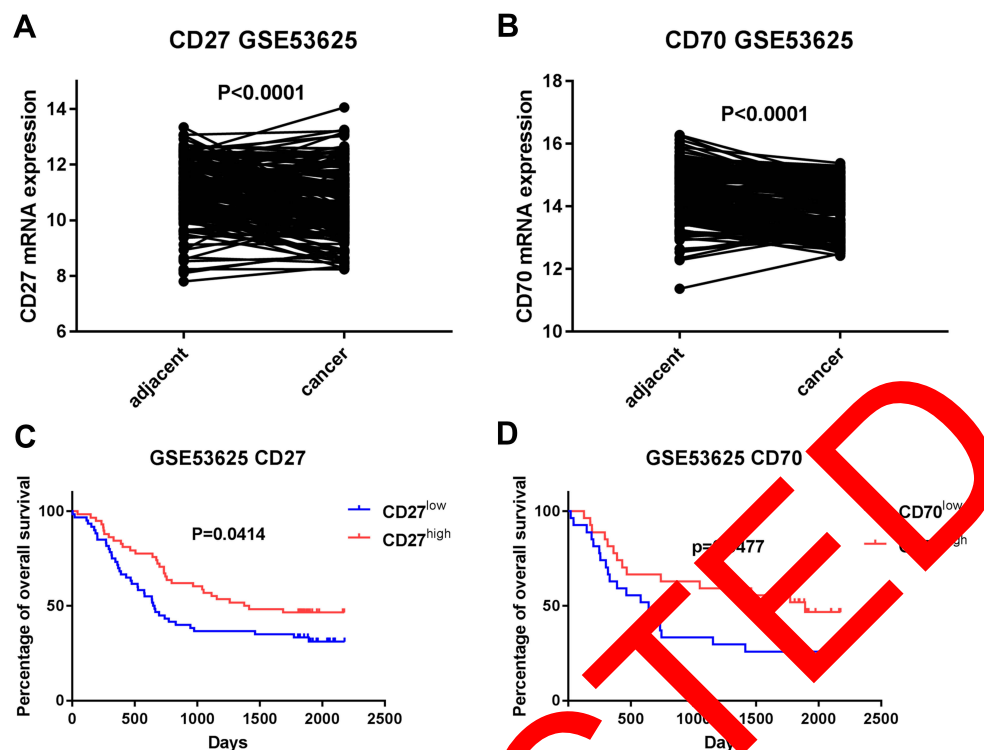 A
CD27 GSE53625
P<0.0001
CD27 mRNA expression
14
12
10
8
6
adjacent
cancer
B
CD70 GSE53625
P<0.0001
CD70 mRNA expression
18
16
14
12
10
adjacent
cancer
C
GSE53625 CD27
Percentage of overall survival
100
50
0
P=0.0414
CD27low
CD27high
0 500 1000 1500 2000 2500
Days
D
GSE53625 CD70
Percentage of overall survival
100
50
0
CD70low
500 2000 2500
CTED